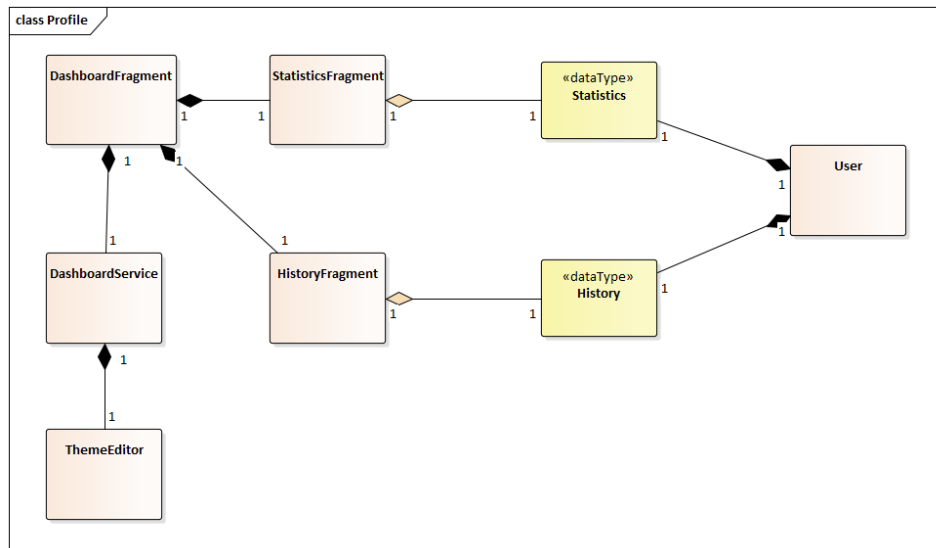 class Profile
DashboardFragment
StatisticsFragment
«dataType»
Statistics
User
1
1
1
1
1
1
1
1
1
1
1
1
DashboardService
HistoryFragment
«dataType»
History
1
1
1
1
1
1
ThemeEditor